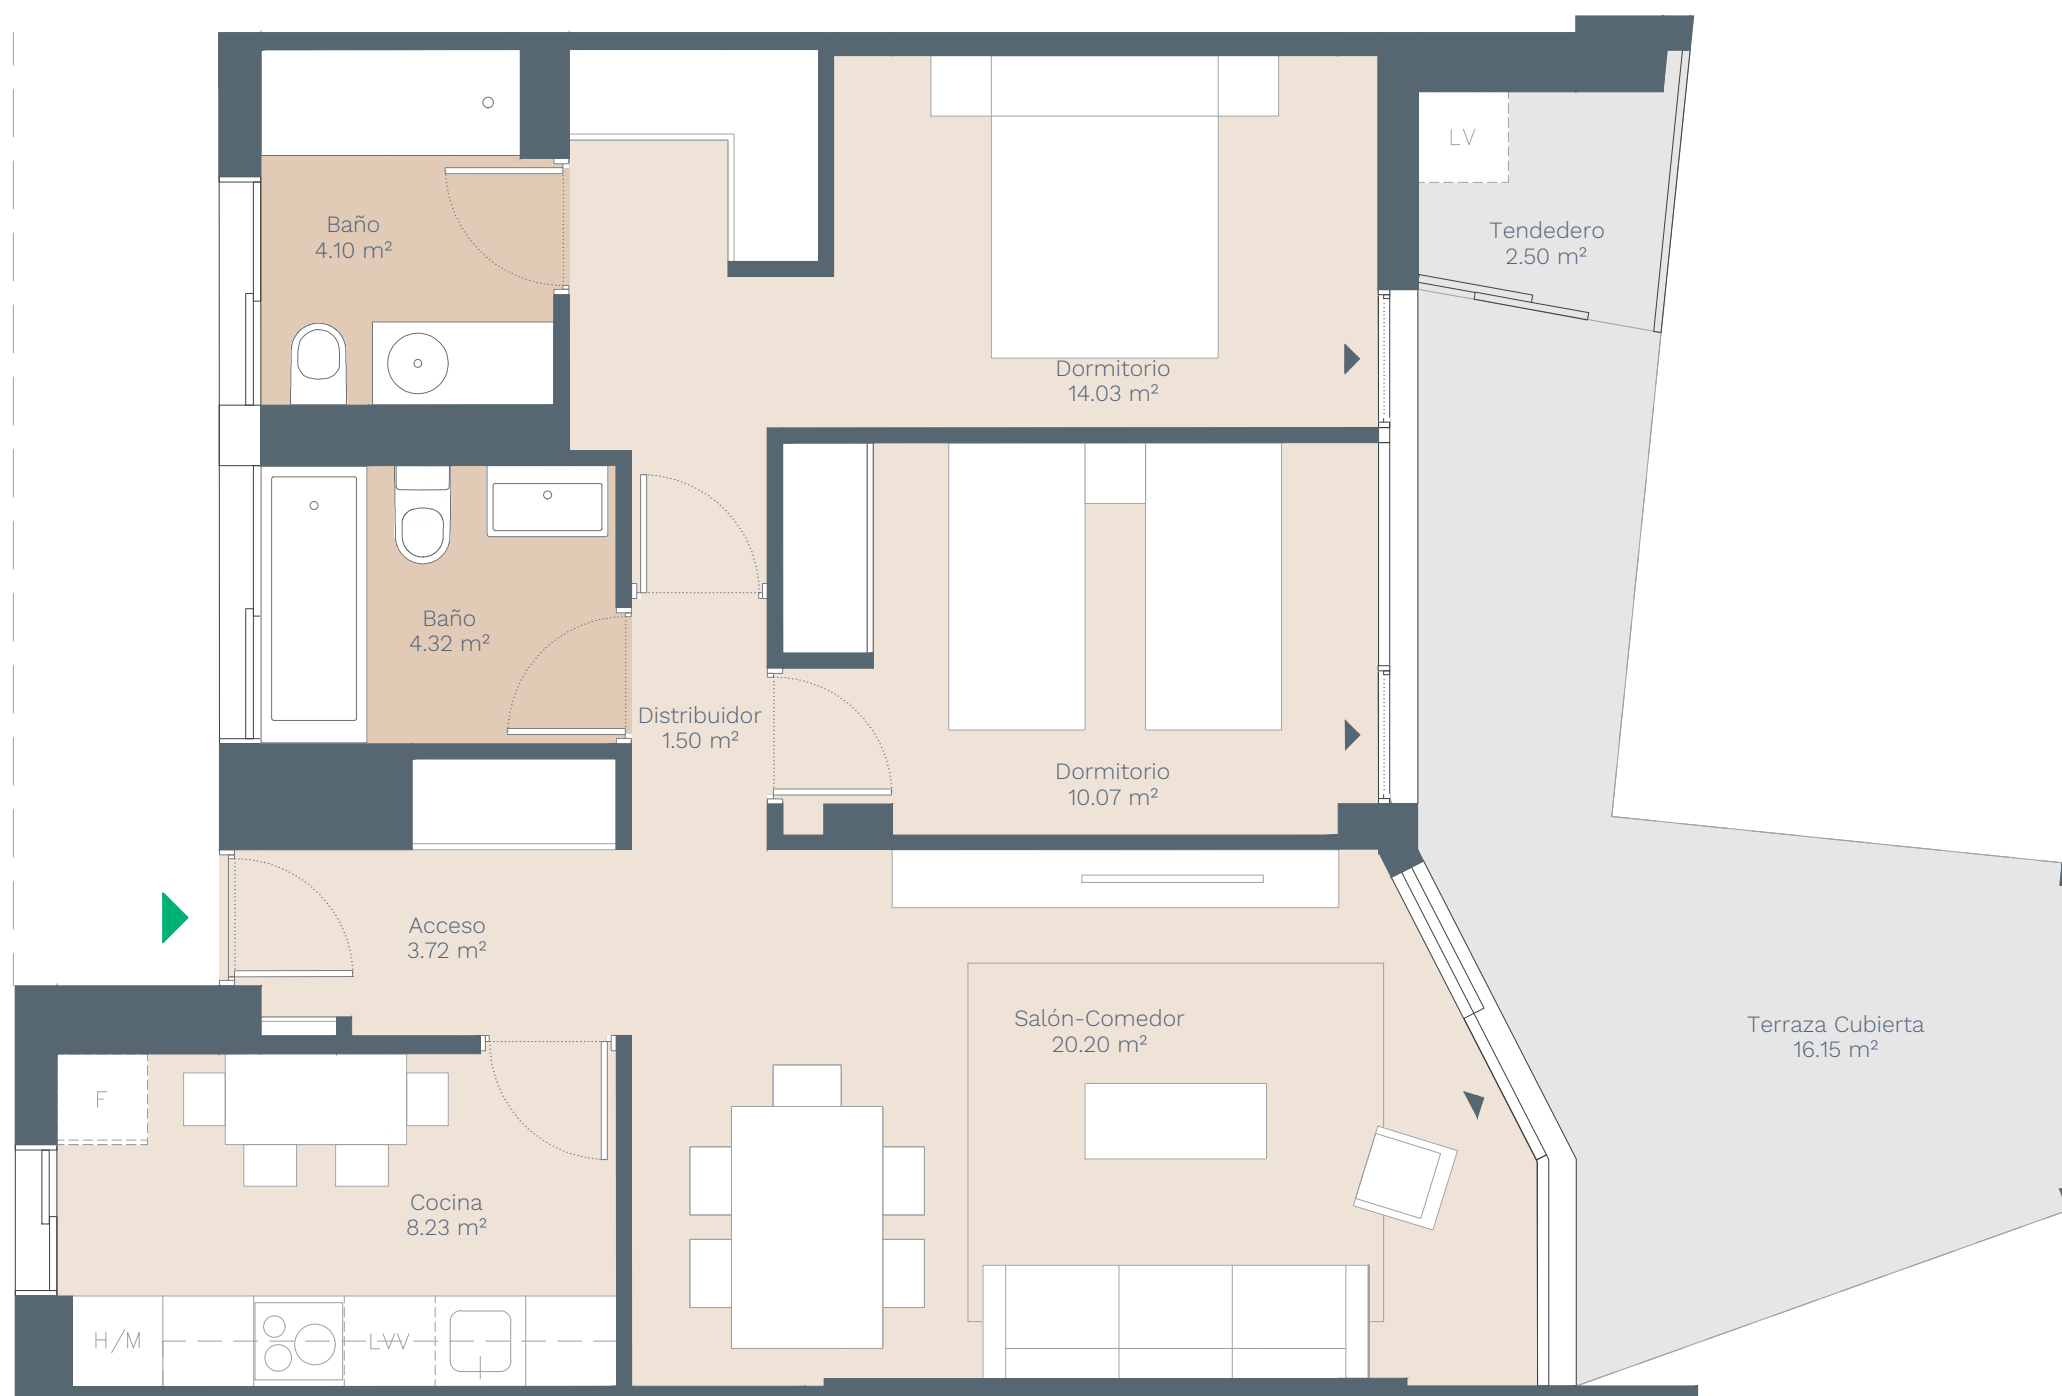 LV
Tendedero
2.50 m²
Baño
4.10 m²
Dormitorio
14.03 m²
Baño
4.32 m²
Distribuidor
1.50 m²
Dormitorio
10.07 m²
Acceso
3.72 m²
Salón-Comedor
20.20 m²
Terraza Cubierta
16.15 m²
F
Cocina
8.23 m²
H/M
LVV